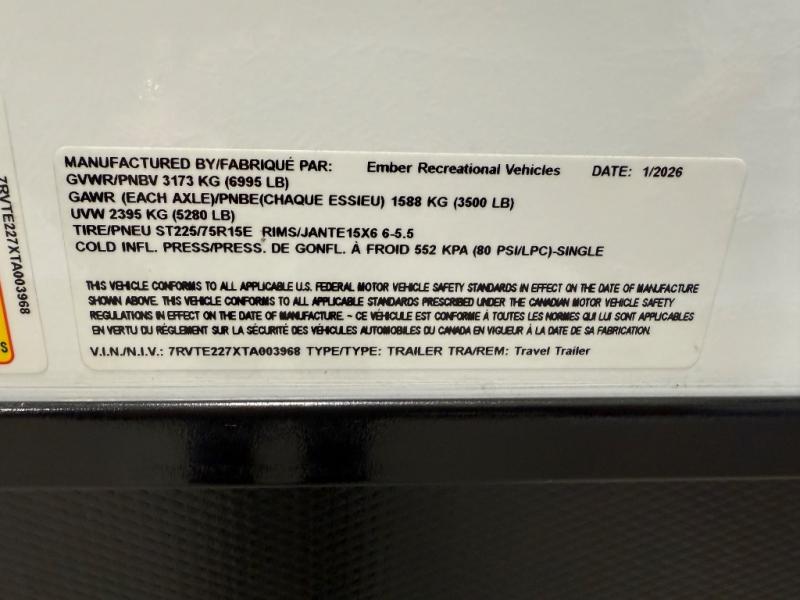 MANUFACTURED BY/FABRIQUÉ PAR: Ember Recreational Vehicles DATE: 1/2026
GVWR/PNBV 3173 KG (6995 LB)
GAWR (EACH AXLE)/PNBE(CHAQUE ESSIEU) 1588 KG (3500 LB)
UVW 2395 KG (5280 LB)
TIRE/PNEU ST225/75R15E RIMS/JANTE15X6 6-5.5
COLD INFL. PRESS/PRESS. DE GONFL. À FROID 552 KPA (80 PSI/LPC)-SINGLE
THIS VEHICLE CONFORMS TO ALL APPLICABLE U.S. FEDERAL MOTOR VEHICLE SAFETY STANDARDS IN EFFECT ON THE DATE OF MANUFACTURE
SHOWN ABOVE. THIS VEHICLE CONFORMS TO ALL APPLICABLE STANDARDS PRESCRIBED UNDER THE CANADIAN MOTOR VEHICLE SAFETY
REGULATIONS IN EFFECT ON THE DATE OF MANUFACTURE. ~ CE VÉHICULE EST CONFORME À TOUTES LES NORMES QUI LUI SONT APPLICABLES
EN VERTU DU RÉGLEMENT SUR LA SÉCURITÉ DES VÉHICULES AUTOMOBILES DU CANADA EN VIGUEUR À LA DATE DE SA FABRICATION.
V.I.N./N.I.V.: 7RVTE227XTA003968 TYPE/TYPE: TRAILER TRA/REM: Travel Trailer
7RVTE227XTA003968
S